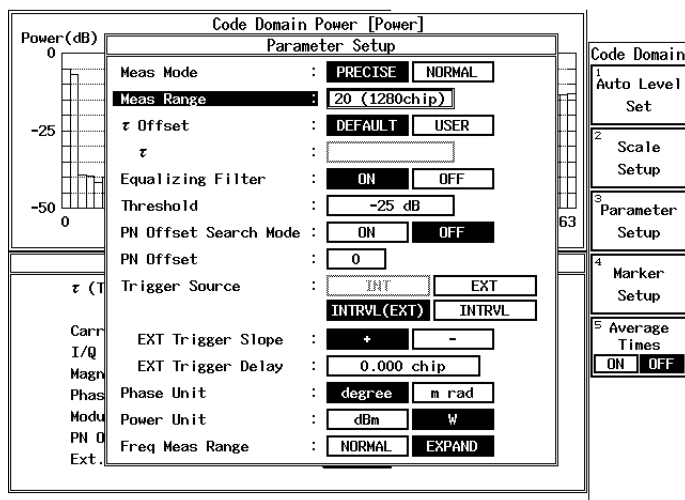 Code Domain Power [Power]
Power(dB)
0
-25
-50
0
63
Parameter Setup
Meas Mode : PRECISE NORMAL
Meas Range : 20 (1280chip)
τ Offset : DEFAULT USER
τ :
Equalizing Filter : ON OFF
Threshold : -25 dB
PN Offset Search Mode : ON OFF
PN Offset : 0
Trigger Source : INT EXT
INTRVL(EXT) INTRVL
EXT Trigger Slope : + -
EXT Trigger Delay : 0.000 chip
Phase Unit : degree m rad
Power Unit : dBm W
Freq Meas Range : NORMAL EXPAND
τ (T
Carr
I/Q
Magn
Phas
Modu
PN O
Ext.
Code Domain
1
Auto Level
Set
2
Scale
Setup
3
Parameter
Setup
4
Marker
Setup
5 Average
Times
ON OFF